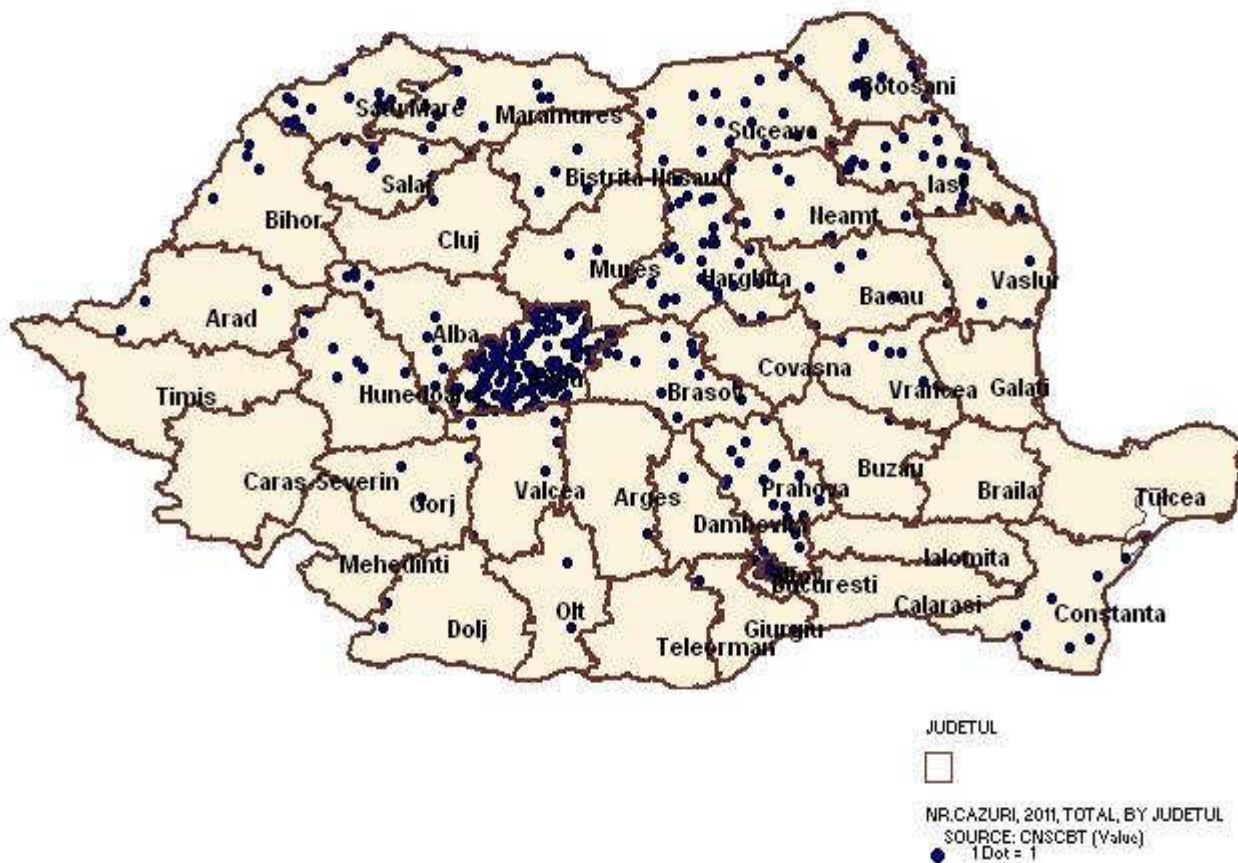 Botosani
Satu Mare
Maramures
Suceava
Iasi
Salaj
Bistrita-Nasaud
Neamt
Bihor
Cluj
Mures
Harghita
Bacau
Vaslui
Arad
Alba
Sibiu
Covasna
Timis
Hunedoara
Brasov
Vrancea
Galati
Caras-Severin
Gorj
Valcea
Arges
Prahova
Buzau
Braila
Tulcea
Dambovita
Mehedinti
Ialomita
Ilfov
Bucuresti
Calarasi
Constanta
Dolj
Olt
Teleorman
Giurgiu
JUDETUL
NR.CAZURI, 2011, TOTAL, BY JUDETUL
SOURCE: CNSCBT (Value)
1 Dot = 1